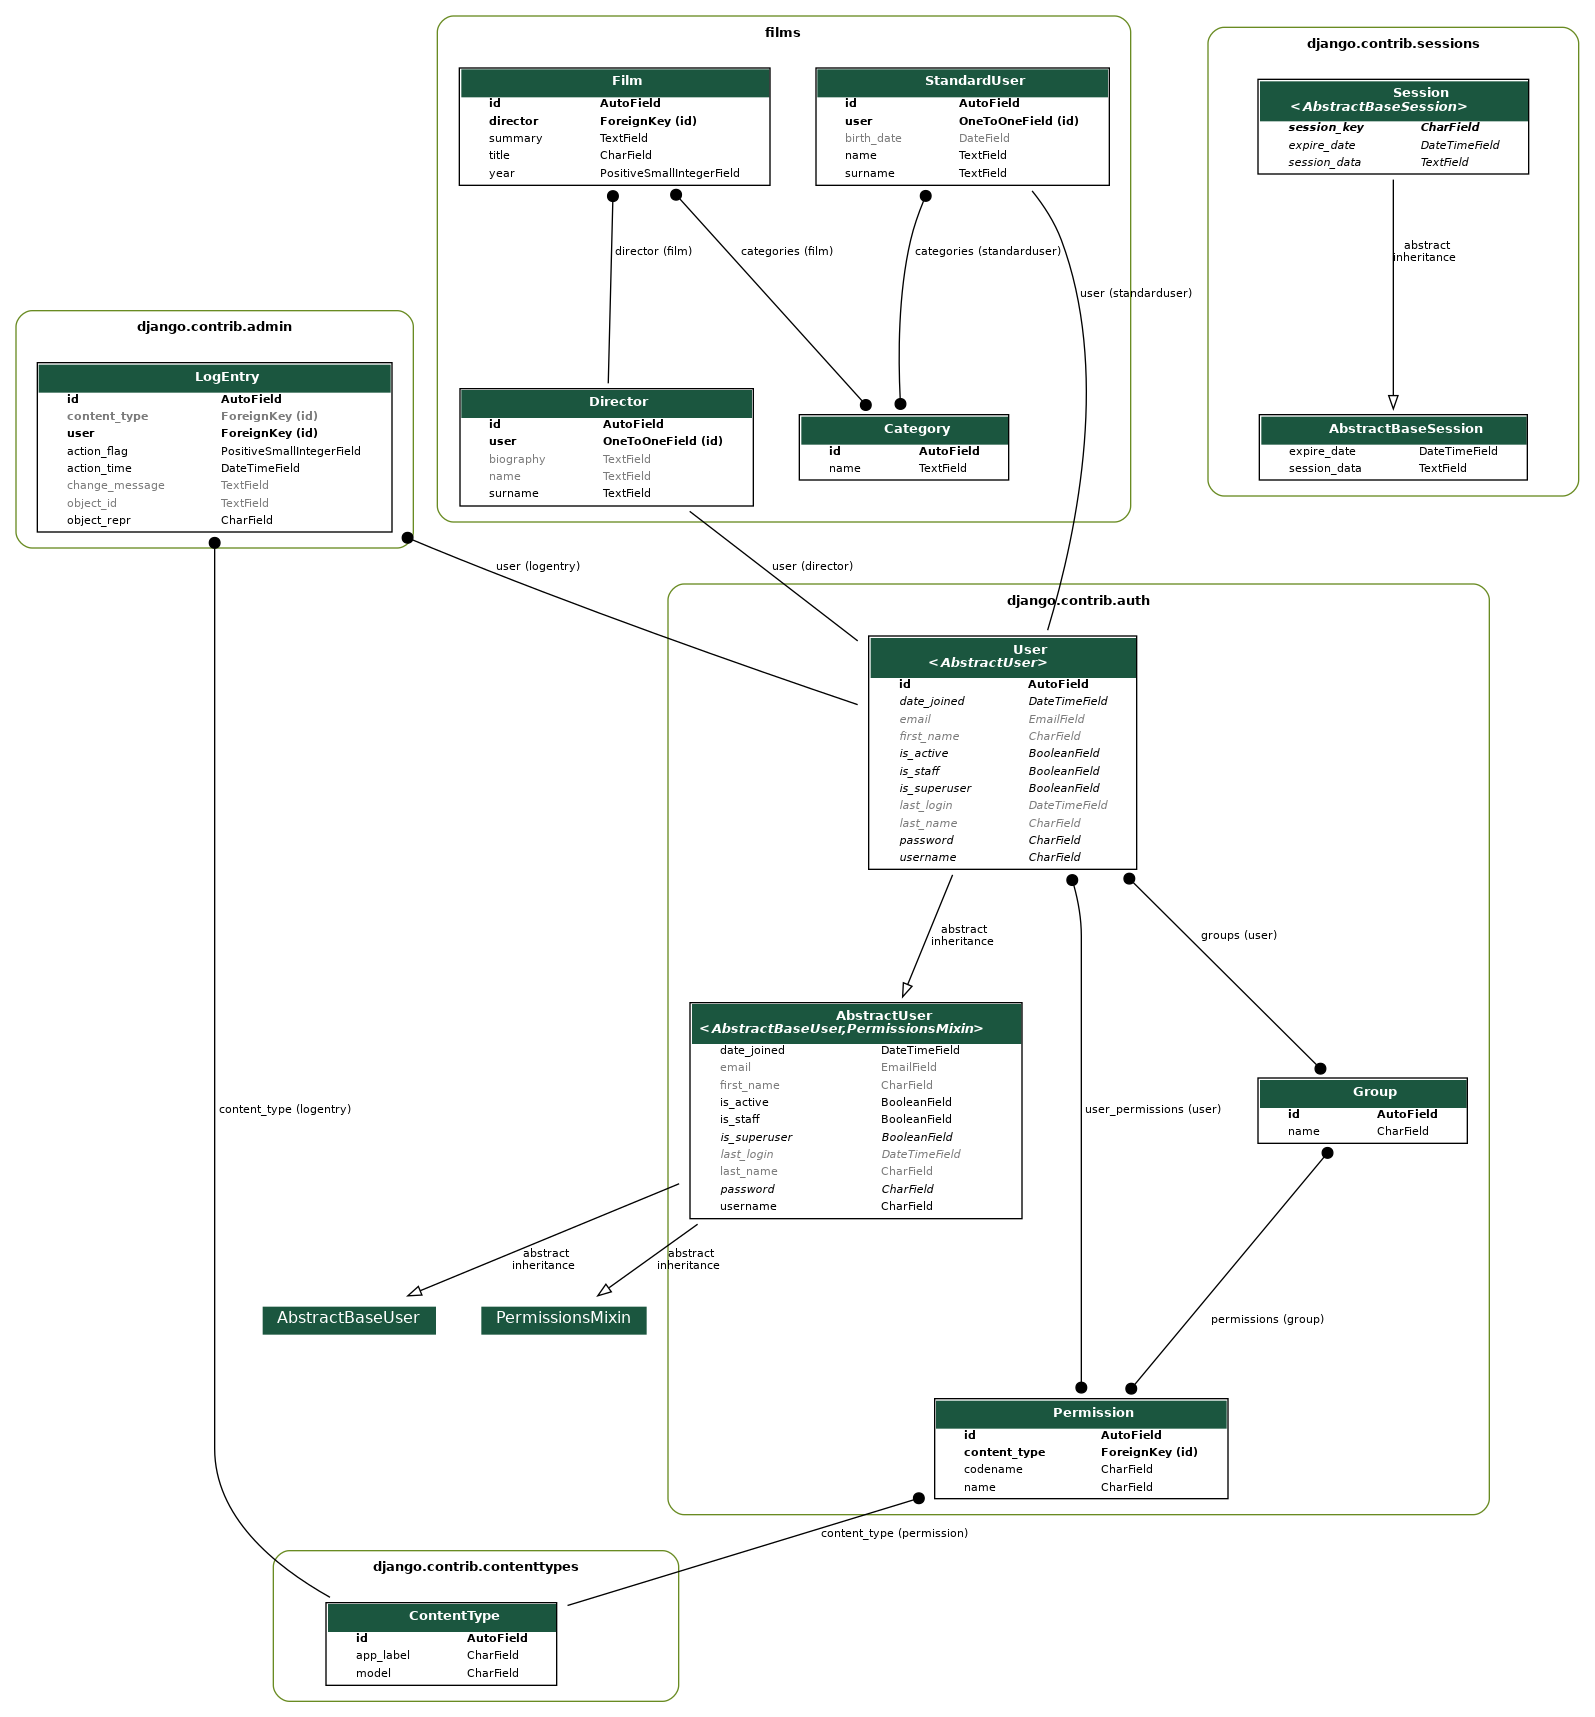 films
Film
id AutoField
director ForeignKey (id)
summary TextField
title CharField
year PositiveSmallIntegerField
StandardUser
id AutoField
user OneToOneField (id)
birth_date DateField
name TextField
surname TextField
director (film)
categories (film)
categories (standarduser)
user (standarduser)
Director
id AutoField
user OneToOneField (id)
biography TextField
name TextField
surname TextField
Category
id AutoField
name TextField
django.contrib.sessions
Session
<AbstractBaseSession>
session_key CharField
expire_date DateTimeField
session_data TextField
abstract
inheritance
AbstractBaseSession
expire_date DateTimeField
session_data TextField
django.contrib.admin
LogEntry
id AutoField
content_type ForeignKey (id)
user ForeignKey (id)
action_flag PositiveSmallIntegerField
action_time DateTimeField
change_message TextField
object_id TextField
object_repr CharField
user (logentry)
user (director)
django.contrib.auth
User
<AbstractUser>
id AutoField
date_joined DateTimeField
email EmailField
first_name CharField
is_active BooleanField
is_staff BooleanField
is_superuser BooleanField
last_login DateTimeField
last_name CharField
password CharField
username CharField
abstract
inheritance
groups (user)
AbstractUser
<AbstractBaseUser,PermissionsMixin>
date_joined DateTimeField
email EmailField
first_name CharField
is_active BooleanField
is_staff BooleanField
is_superuser BooleanField
last_login DateTimeField
last_name CharField
password CharField
username CharField
content_type (logentry)
user_permissions (user)
Group
id AutoField
name CharField
abstract
inheritance
abstract
inheritance
AbstractBaseUser
PermissionsMixin
permissions (group)
Permission
id AutoField
content_type ForeignKey (id)
codename CharField
name CharField
content_type (permission)
django.contrib.contenttypes
ContentType
id AutoField
app_label CharField
model CharField